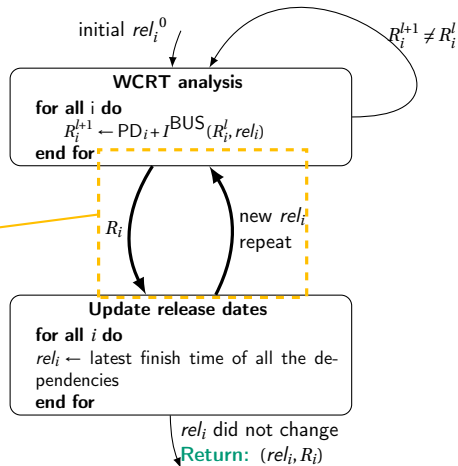 initial rel_i^0
R_i^{l+1} ≠ R_i^l
WCRT analysis
for all i do
R_i^{l+1} ← PD_i + I^{BUS}(R_i^l, rel_i)
end for
R_i
new rel_i
repeat
Update release dates
for all i do
rel_i ← latest finish time of all the de-
pendencies
end for
rel_i did not change
Return: (rel_i, R_i)